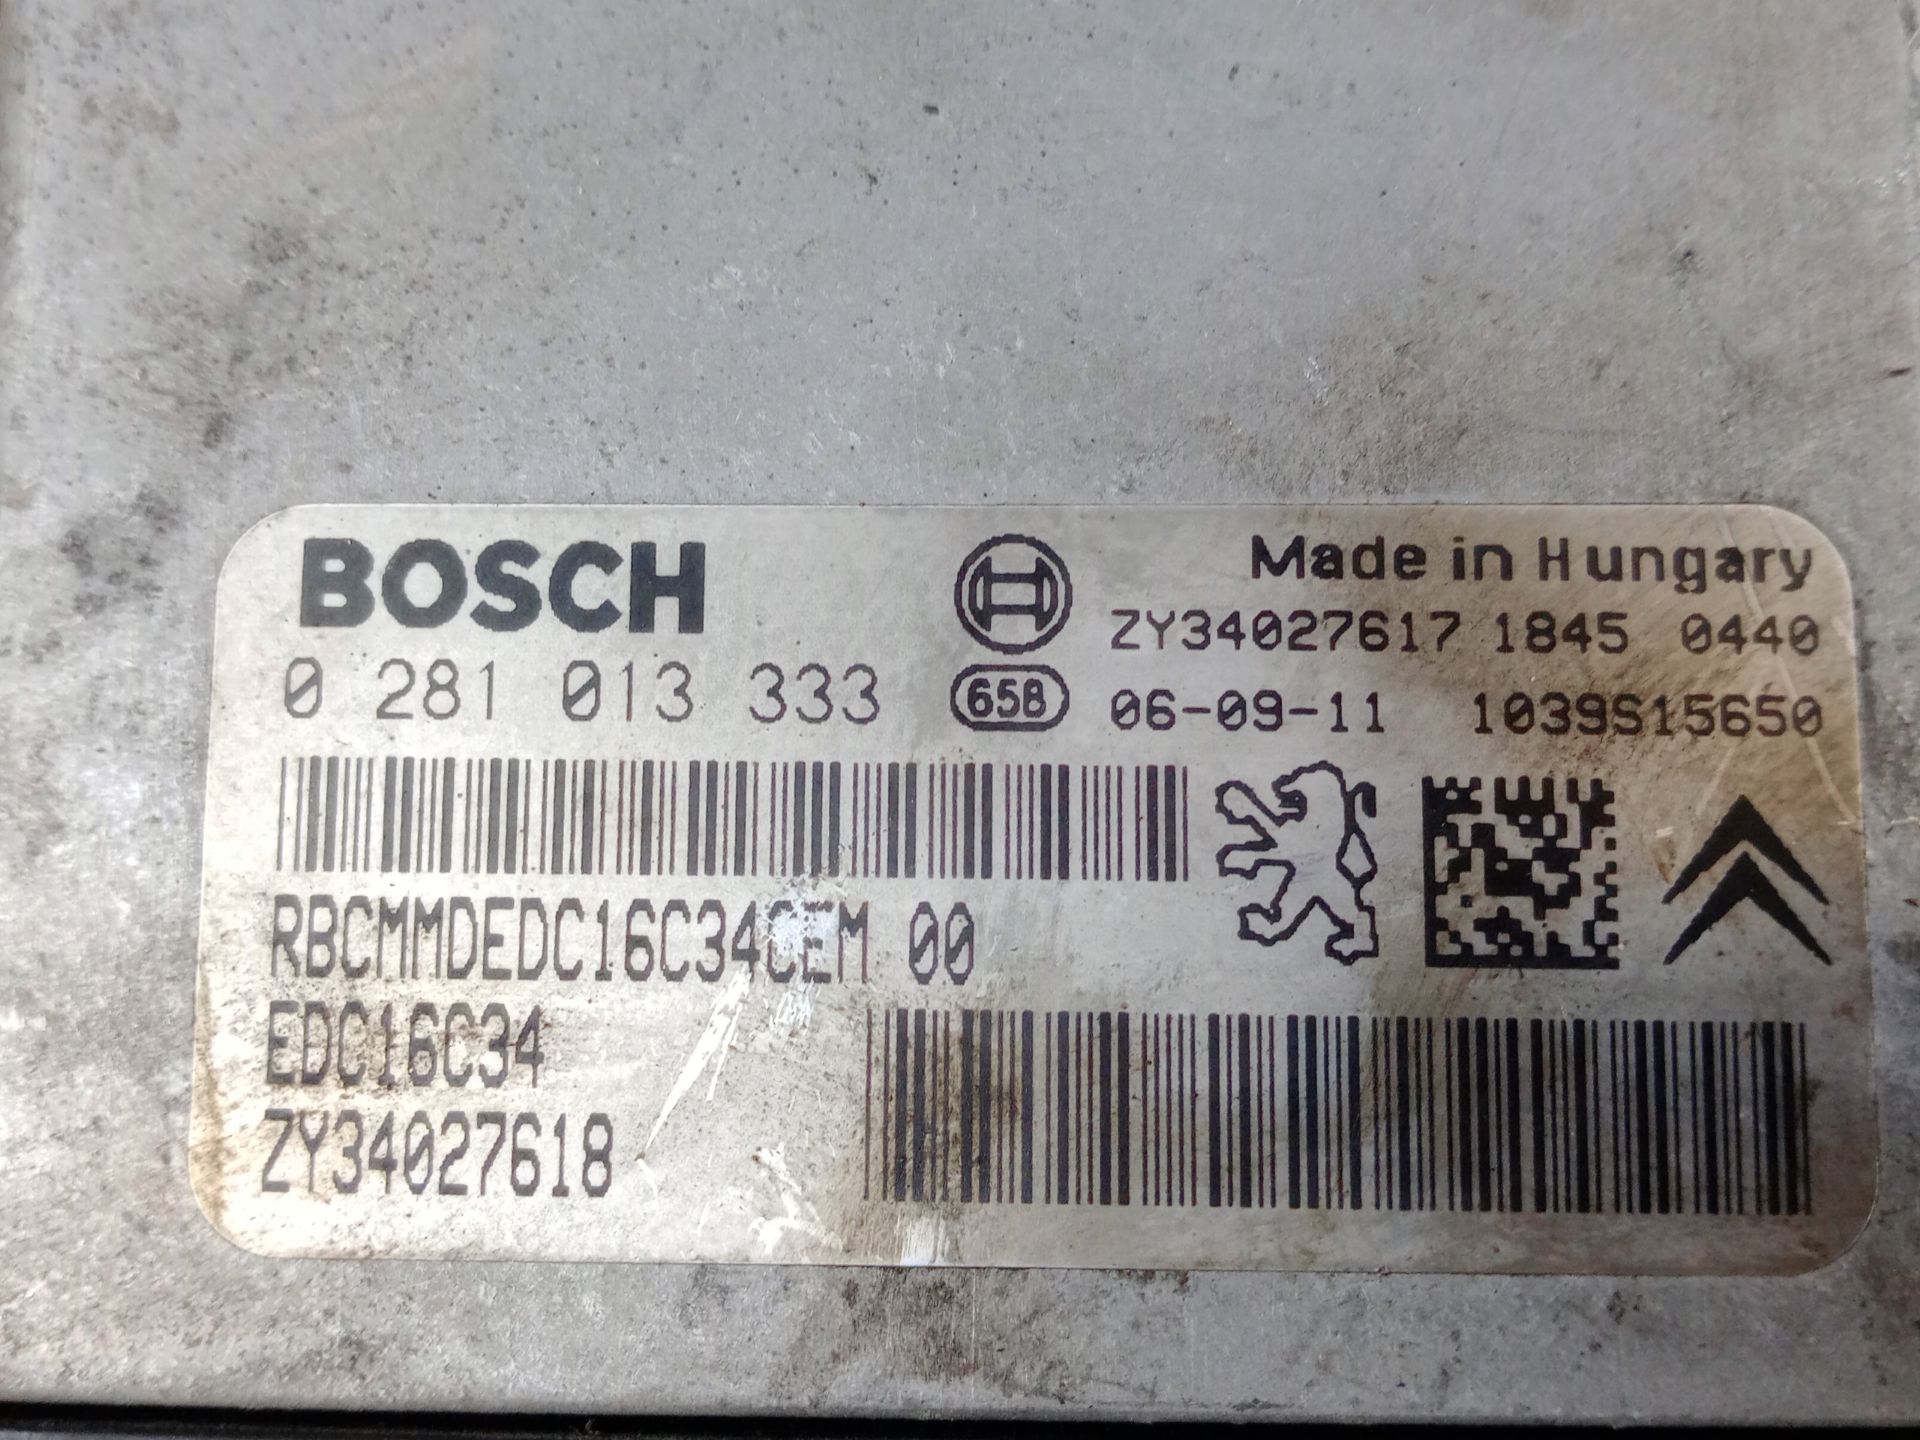 BOSCH
Made in Hungary
ZY34027617 1845 0440
0 281 013 333
658
06-09-11 1039S15650
RBCMMDEDC16C34CEM 00
EDC16C34
ZY34027618